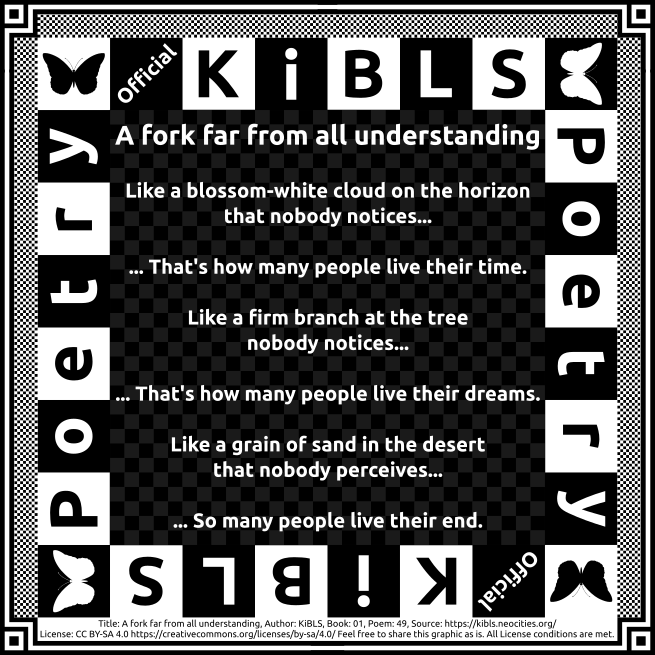 Official KiBLS
Poetry
Poetry
A fork far from all understanding
Like a blossom-white cloud on the horizon
that nobody notices...
... That's how many people live their time.
Like a firm branch at the tree
nobody notices...
... That's how many people live their dreams.
Like a grain of sand in the desert
that nobody perceives...
... So many people live their end.
Official KiBLS
Title: A fork far from all understanding, Author: KiBLS, Book: 01, Poem: 49, Source: https://kibls.neocities.org/
License: CC BY-SA 4.0 https://creativecommons.org/licenses/by-sa/4.0/ Feel free to share this graphic as is. All License conditions are met.